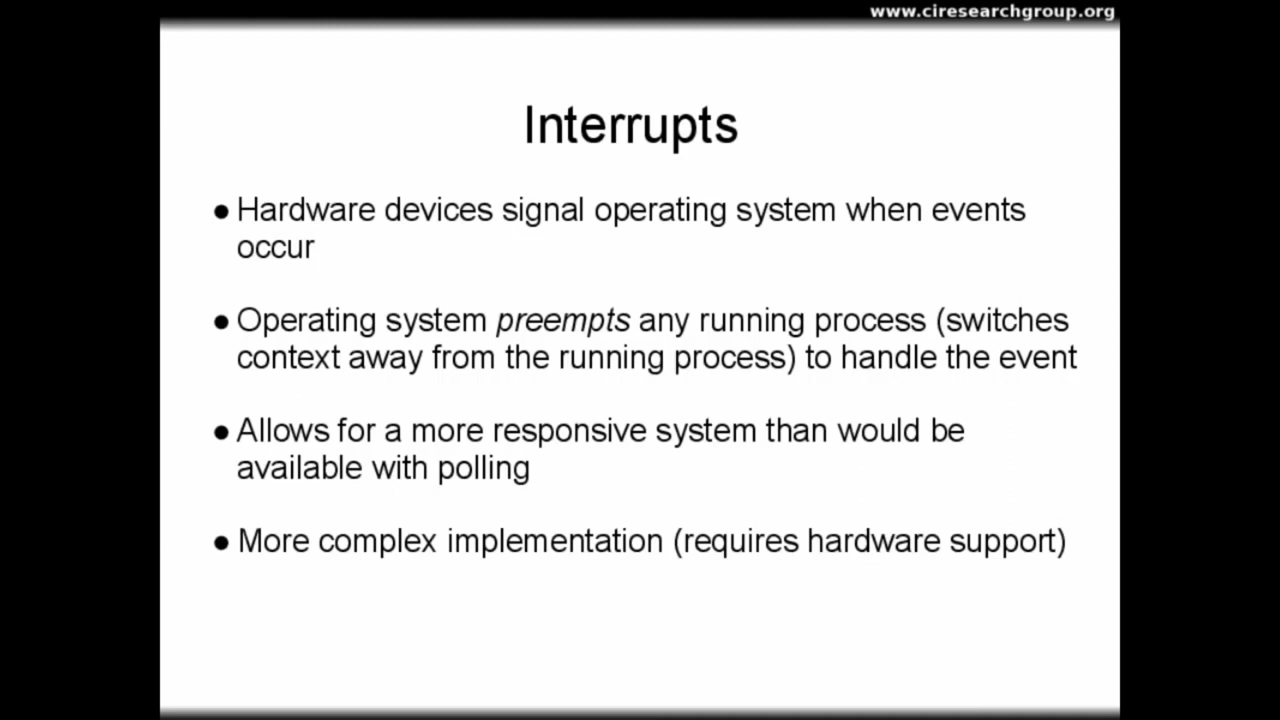 www.ciresearchgroup.org
Interrupts
● Hardware devices signal operating system when events
occur
● Operating system preempts any running process (switches
context away from the running process) to handle the event
● Allows for a more responsive system than would be
available with polling
● More complex implementation (requires hardware support)